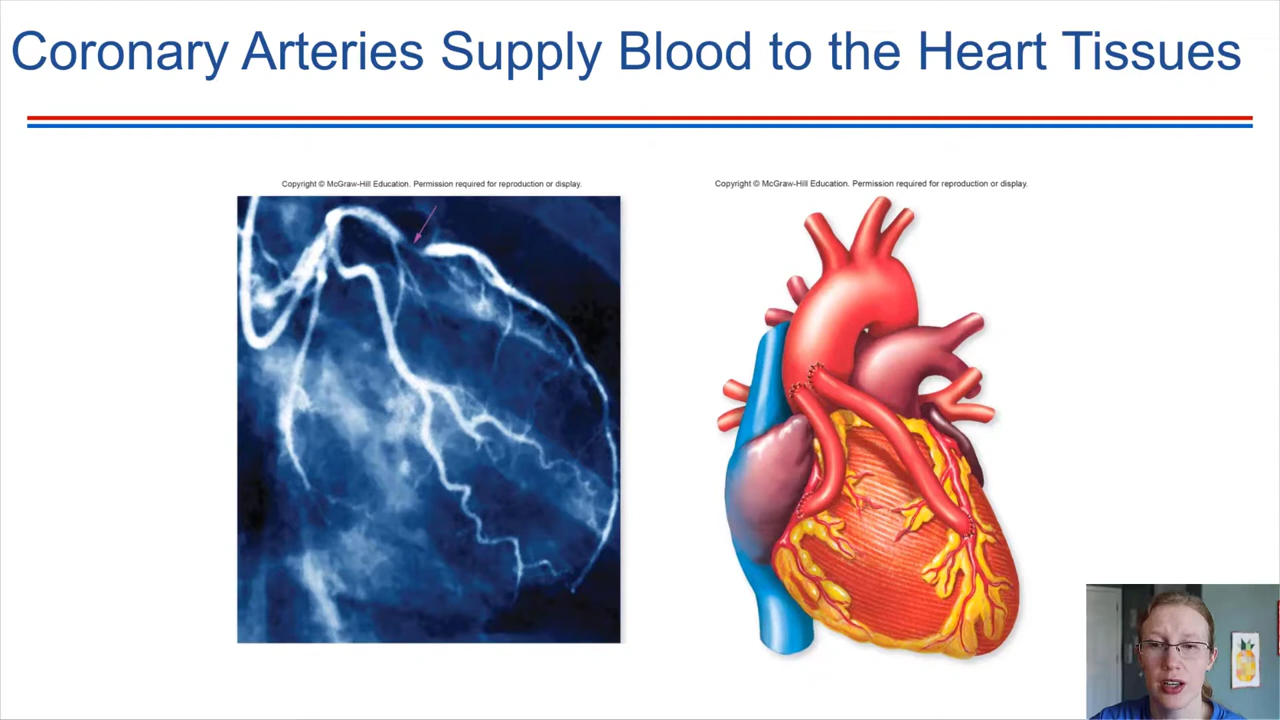 Coronary Arteries Supply Blood to the Heart Tissues
Copyright © McGraw-Hill Education. Permission required for reproduction or display.
Copyright © McGraw-Hill Education. Permission required for reproduction or display.